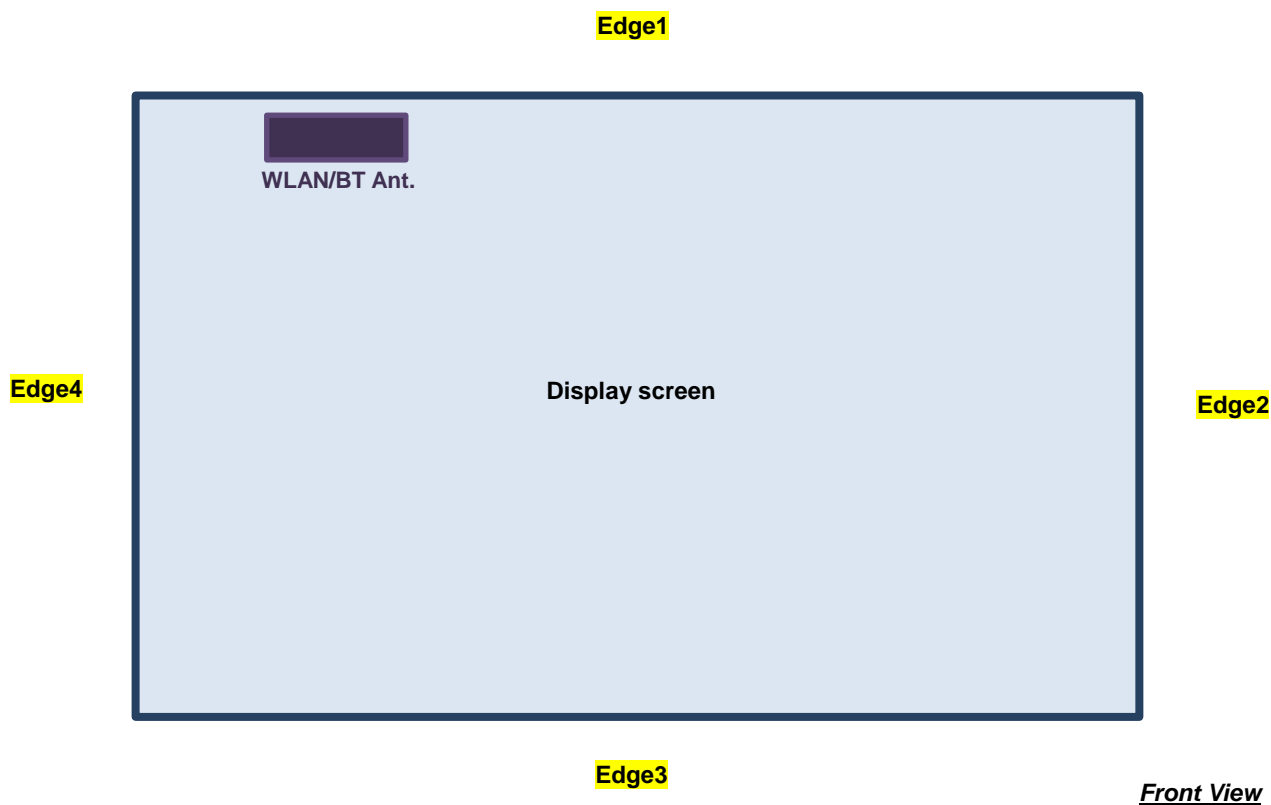 Edge1
WLAN/BT Ant.
Edge4
Display screen
Edge2
Edge3
Front View